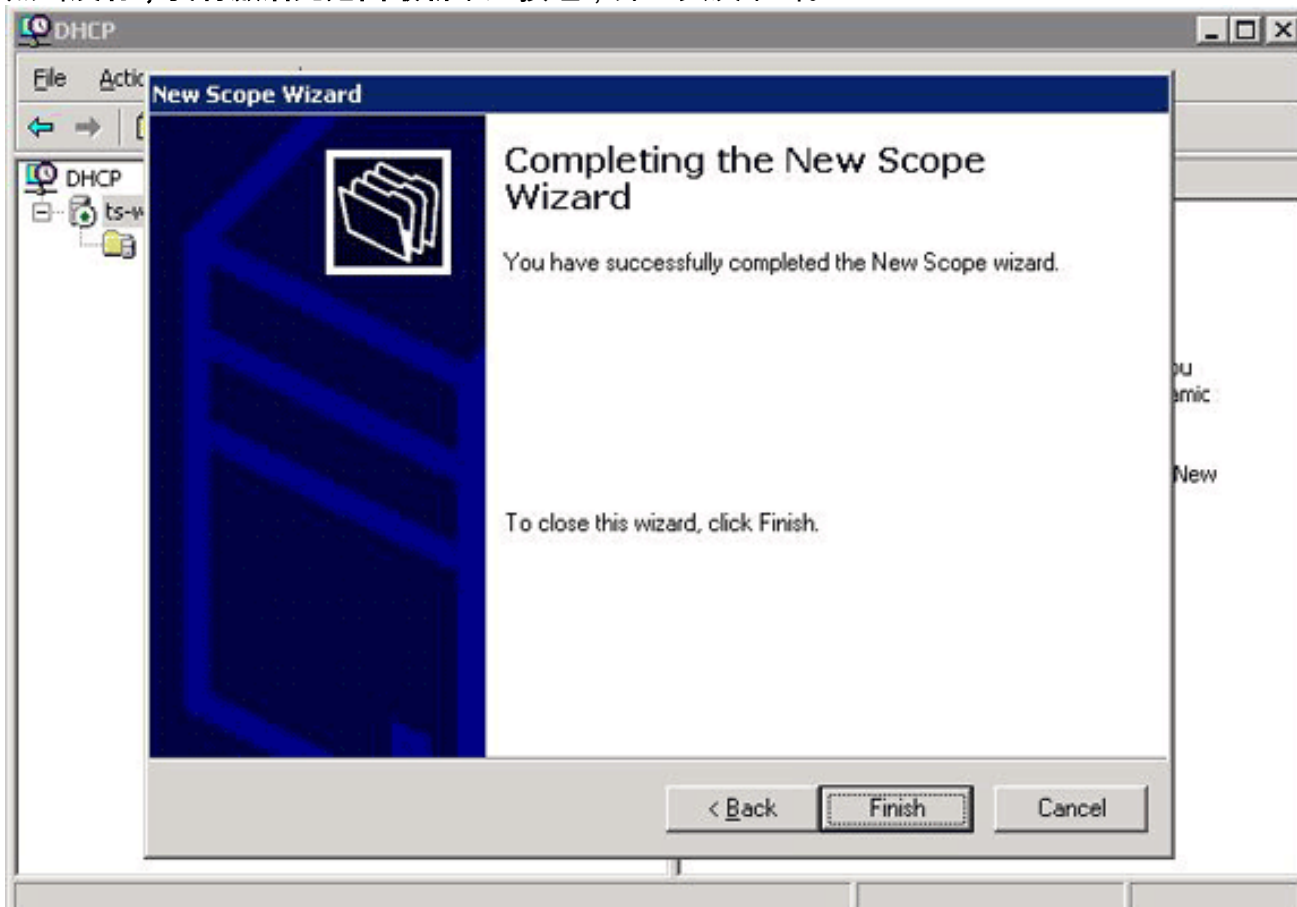 DHCP
File
New Scope Wizard
DHCP
ts-w
Completing the New Scope
Wizard
You have successfully completed the New Scope wizard.
To close this wizard, click Finish.
New
< Back
Finish
Cancel